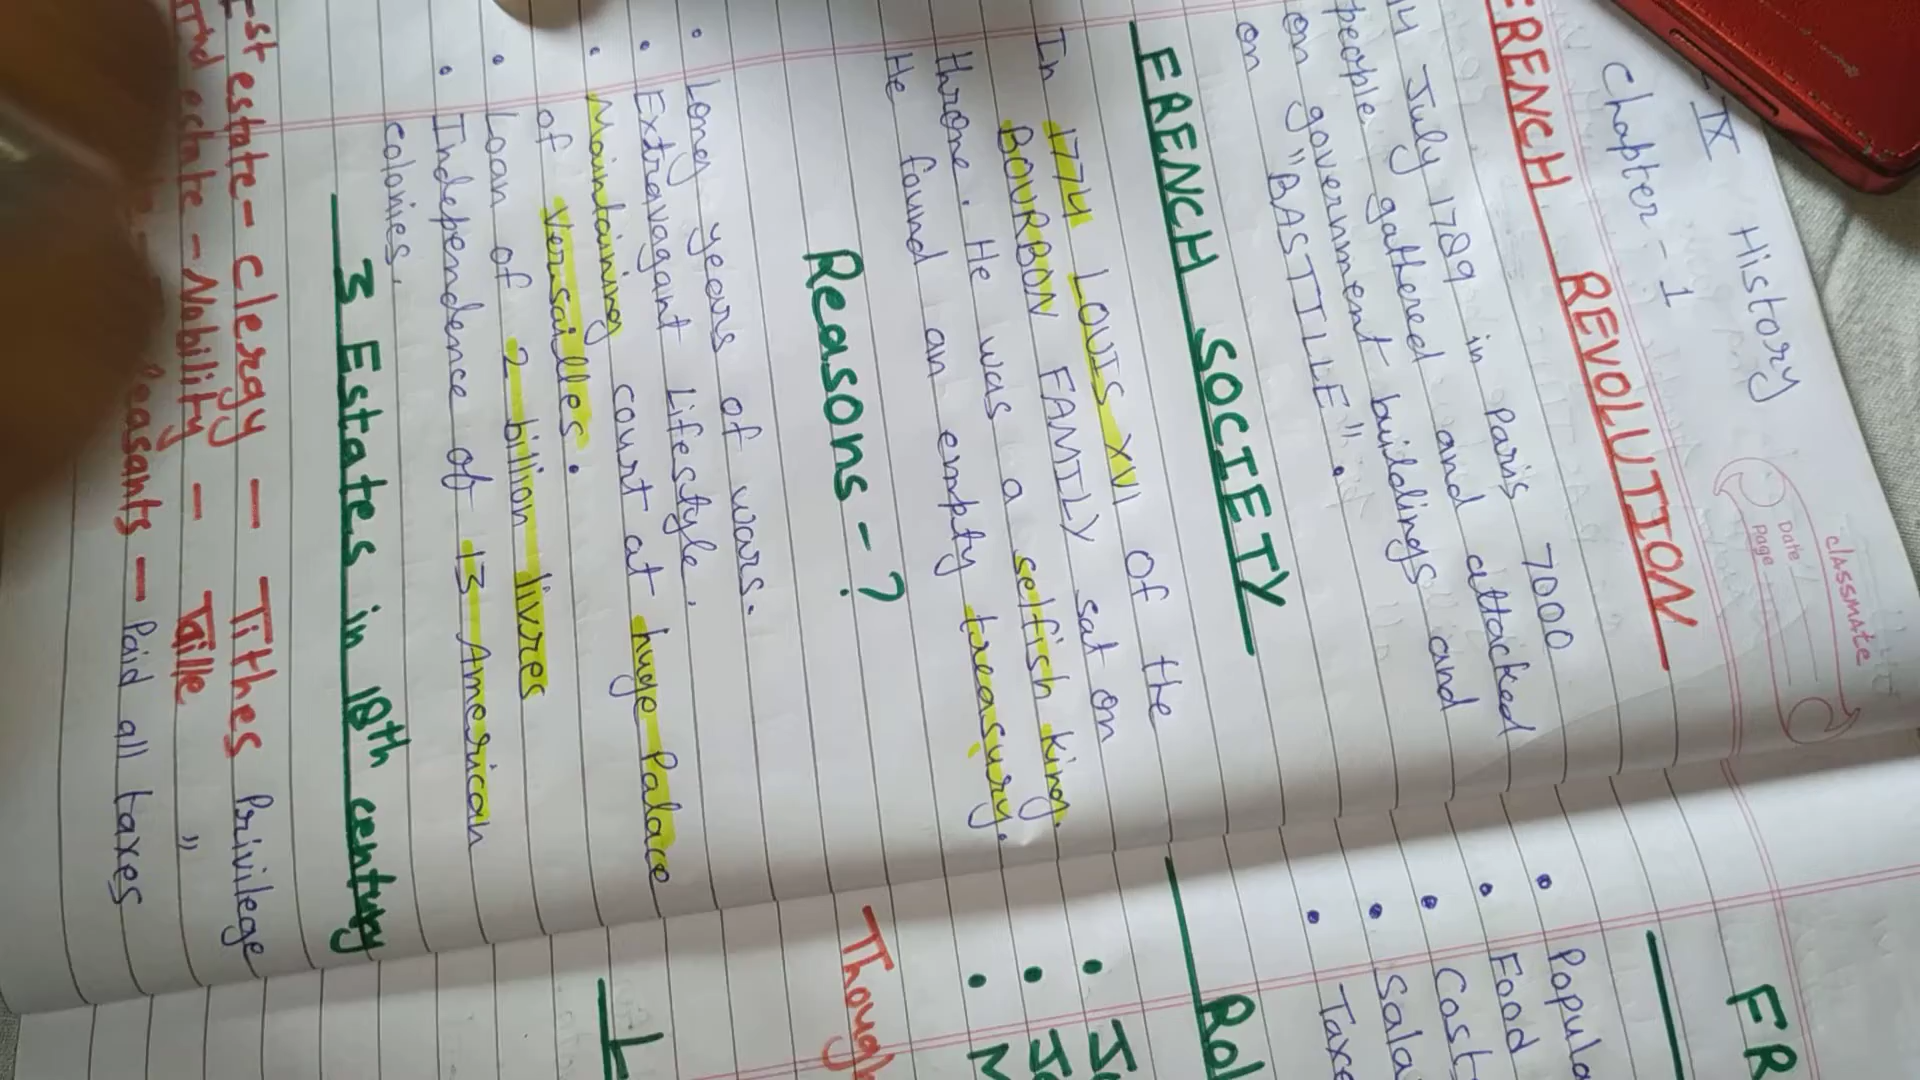 IX History
Chapter - 1
classmate
Date
Page
FRENCH REVOLUTION
14 July 1789 in Paris 7000
people gathered and attacked
on government buildings and
on "BASTILLE".
FRENCH SOCIETY
In 1774 LOUIS XVI of the
BOURBON FAMILY sat on
throne. He was a selfish king.
He found an empty treasury.
Reasons - ?
• Long years of wars.
• Extravagant lifestyle.
• Maintaining court at huge Palace
of Versailles.
• Loan of 2 billion livres
• Independence of 13 American
colonies.
3 Estates in 18th century
Ist estate - Clergy - Tithes Privilege
IInd estate - Nobility - Taille "
Peasants - Paid all taxes
FR
• Popula
• Food
• Cost
• Sala
• Taxe
Rol
• J
• J
• M
Though